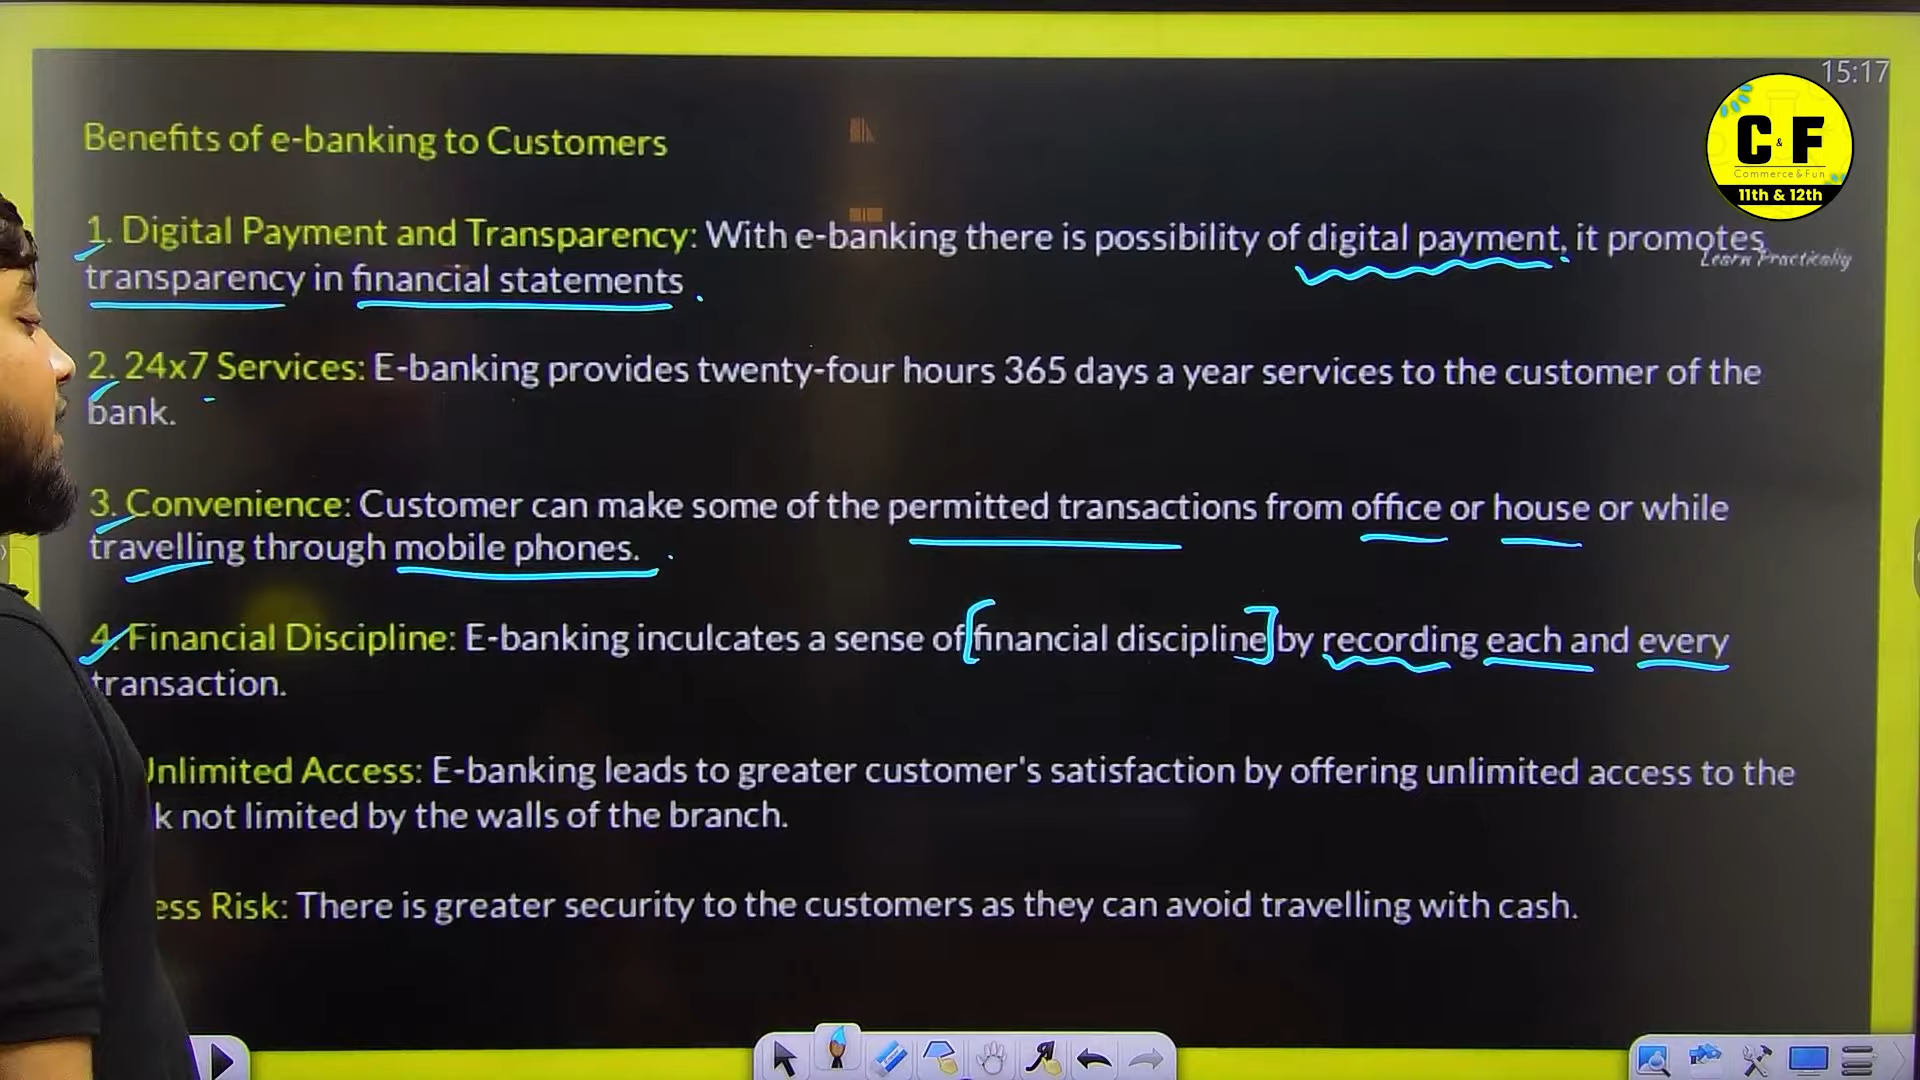 15:17
C & F
Commerce & Fun
11th & 12th
Learn Practically
Benefits of e-banking to Customers
1. Digital Payment and Transparency: With e-banking there is possibility of digital payment, it promotes
transparency in financial statements
2. 24x7 Services: E-banking provides twenty-four hours 365 days a year services to the customer of the
bank.
3. Convenience: Customer can make some of the permitted transactions from office or house or while
travelling through mobile phones.
4. Financial Discipline: E-banking inculcates a sense of [financial discipline] by recording each and every
transaction.
Unlimited Access: E-banking leads to greater customer's satisfaction by offering unlimited access to the
k not limited by the walls of the branch.
ess Risk: There is greater security to the customers as they can avoid travelling with cash.